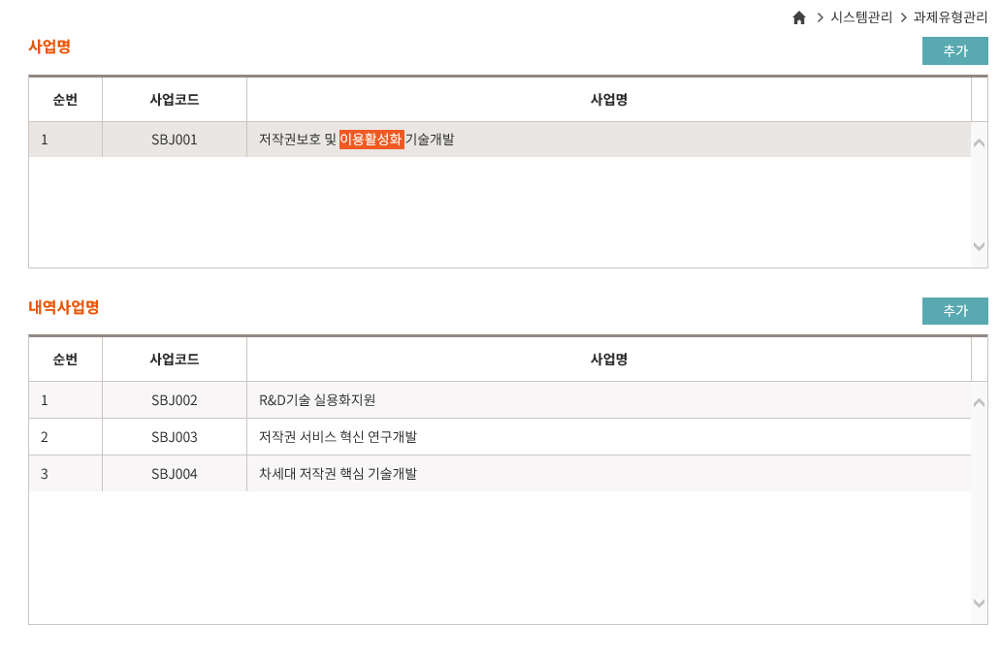 시스템관리 > 과제유형관리
사업명
추가
순번 사업코드 사업명
1 SBJ001 저작권보호 및 이용활성화 기술개발
내역사업명
추가
순번 사업코드 사업명
1 SBJ002 R&D기술 실용화지원
2 SBJ003 저작권 서비스 혁신 연구개발
3 SBJ004 차세대 저작권 핵심 기술개발